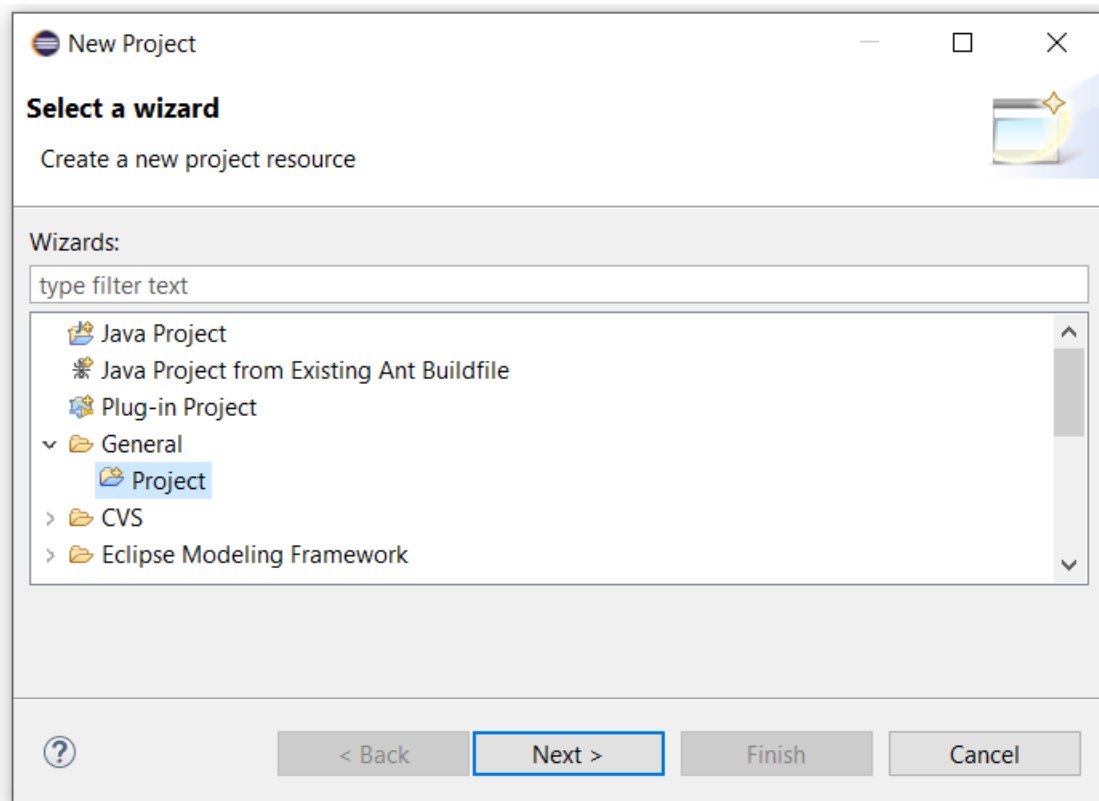 New Project
Select a wizard
Create a new project resource
Wizards:
type filter text
Java Project
Java Project from Existing Ant Buildfile
Plug-in Project
General
Project
CVS
Eclipse Modeling Framework
? < Back Next > Finish Cancel